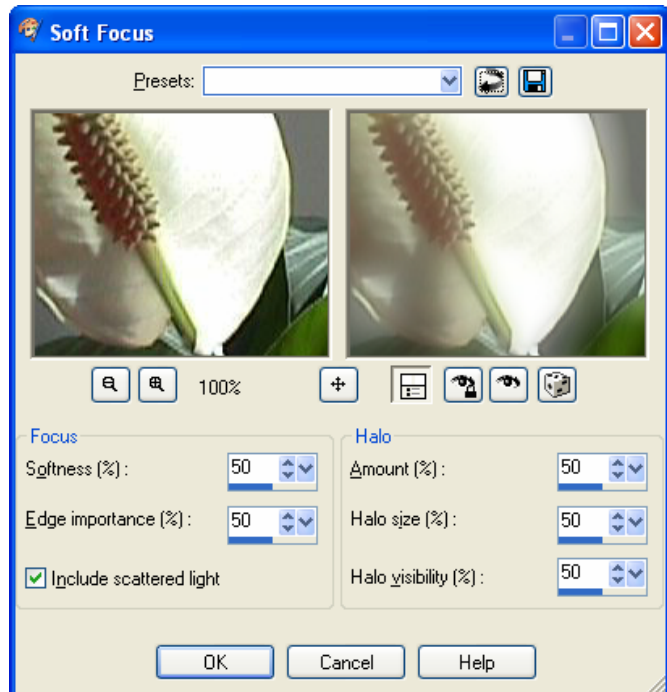 Soft Focus
Presets:
100%
Focus
Softness (%) :
50
Edge importance (%) :
50
Include scattered light
Halo
Amount (%) :
50
Halo size (%) :
50
Halo visibility (%) :
50
OK
Cancel
Help